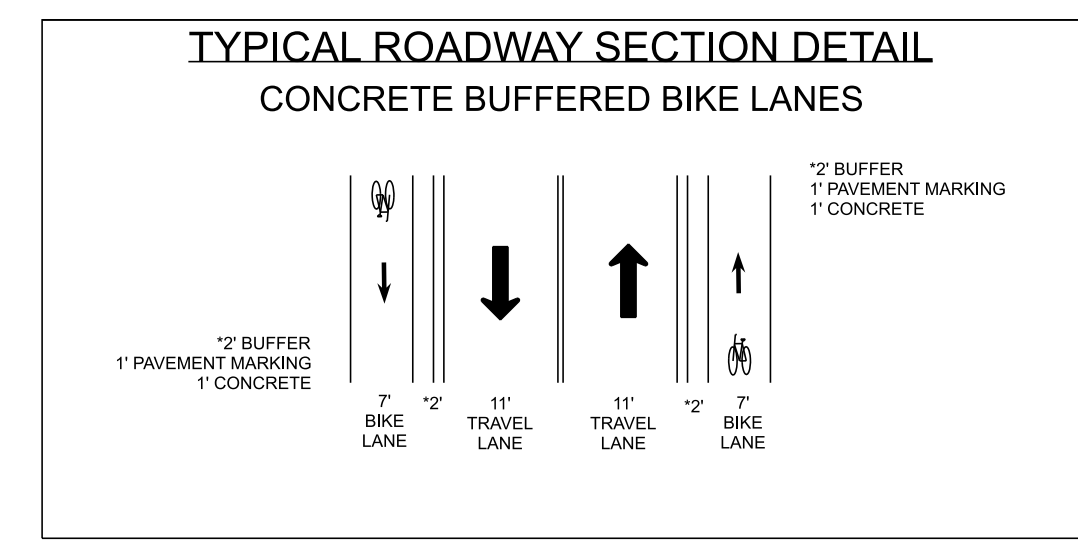 TYPICAL ROADWAY SECTION DETAIL
CONCRETE BUFFERED BIKE LANES
*2' BUFFER
1' PAVEMENT MARKING
1' CONCRETE
*2' BUFFER
1' PAVEMENT MARKING
1' CONCRETE
7'
BIKE
LANE
*2'
11'
TRAVEL
LANE
11'
TRAVEL
LANE
*2'
7'
BIKE
LANE